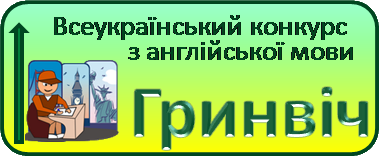 Всеукраїнський конкурс
з англійської мови
Гринвіч